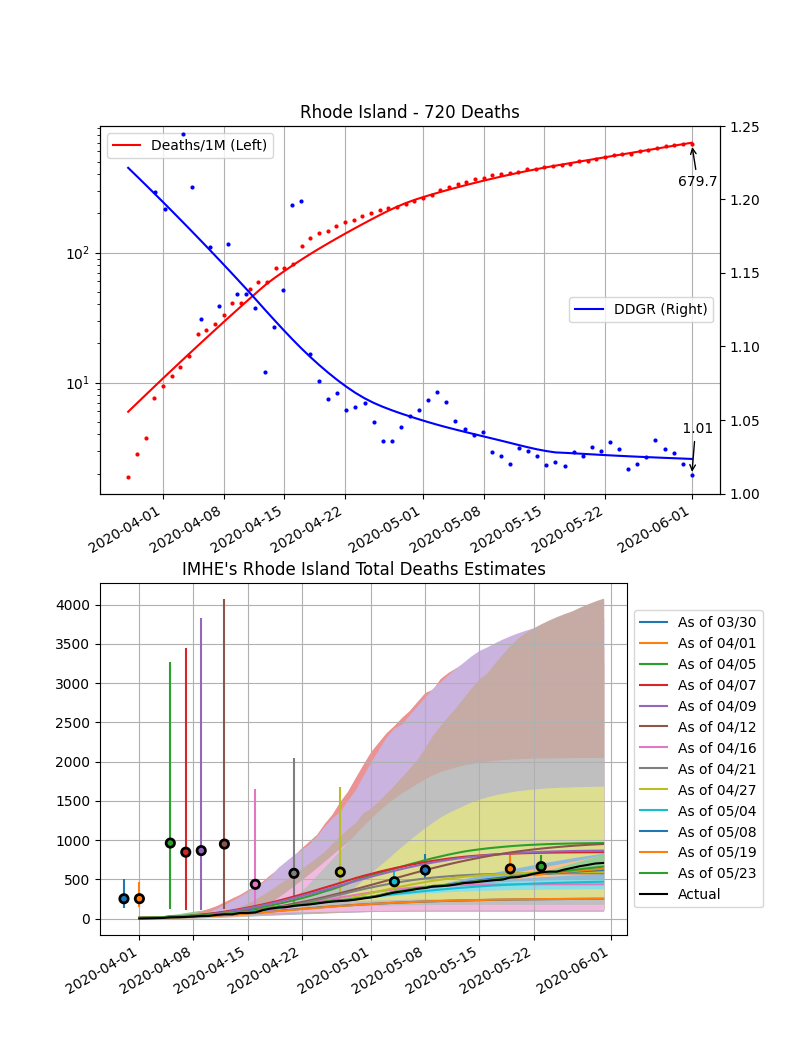 Rhode Island - 720 Deaths
Deaths/1M (Left)
DDGR (Right)
679.7
1.01
10²
10¹
1.25
1.20
1.15
1.10
1.05
1.00
2020-04-01
2020-04-08
2020-04-15
2020-04-22
2020-05-01
2020-05-08
2020-05-15
2020-05-22
2020-06-01
IMHE's Rhode Island Total Deaths Estimates
4000
3500
3000
2500
2000
1500
1000
500
0
2020-04-01
2020-04-08
2020-04-15
2020-04-22
2020-05-01
2020-05-08
2020-05-15
2020-05-22
2020-06-01
As of 03/30
As of 04/01
As of 04/05
As of 04/07
As of 04/09
As of 04/12
As of 04/16
As of 04/21
As of 04/27
As of 05/04
As of 05/08
As of 05/19
As of 05/23
Actual